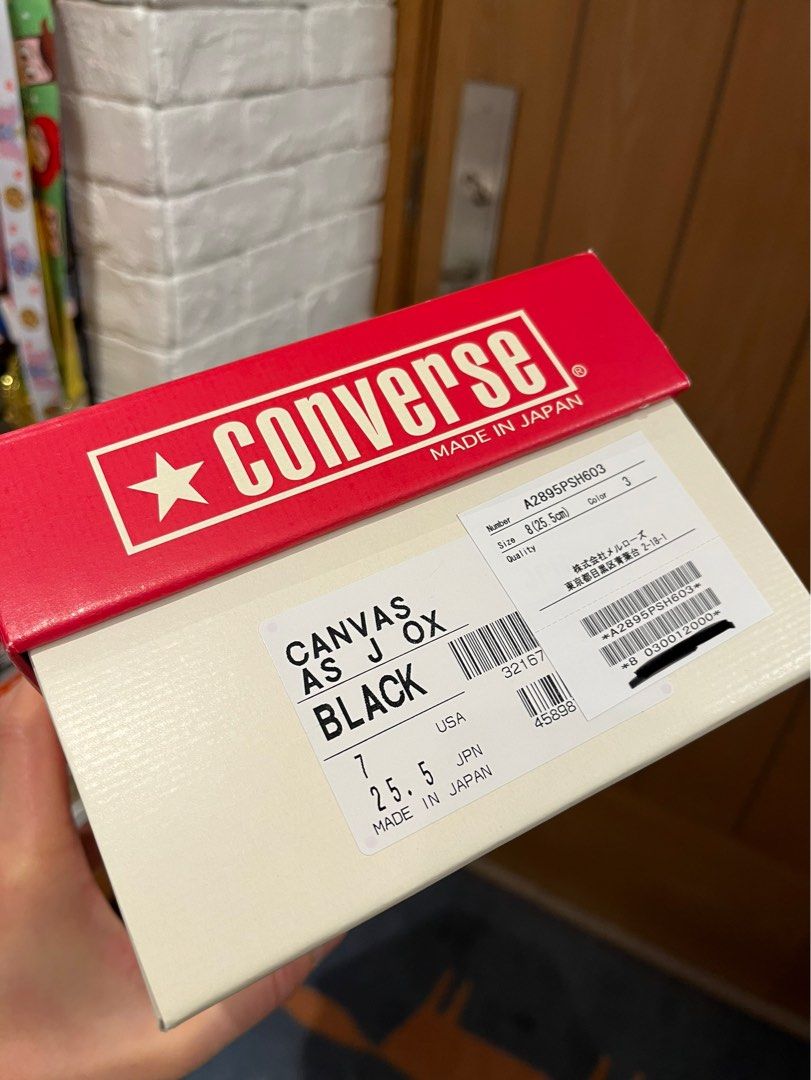 CONVERSE ®
MADE IN JAPAN
CANVAS
AS J OX
BLACK
32167
45898
7 USA
25.5 JPN
MADE IN JAPAN
Number A2895PSH603
Size 8(25.5cm) Color 3
Quality
株式会社メルローズ
東京都目黒区青葉台 2-18-1
*A2895PSH603*
*8 030012000*